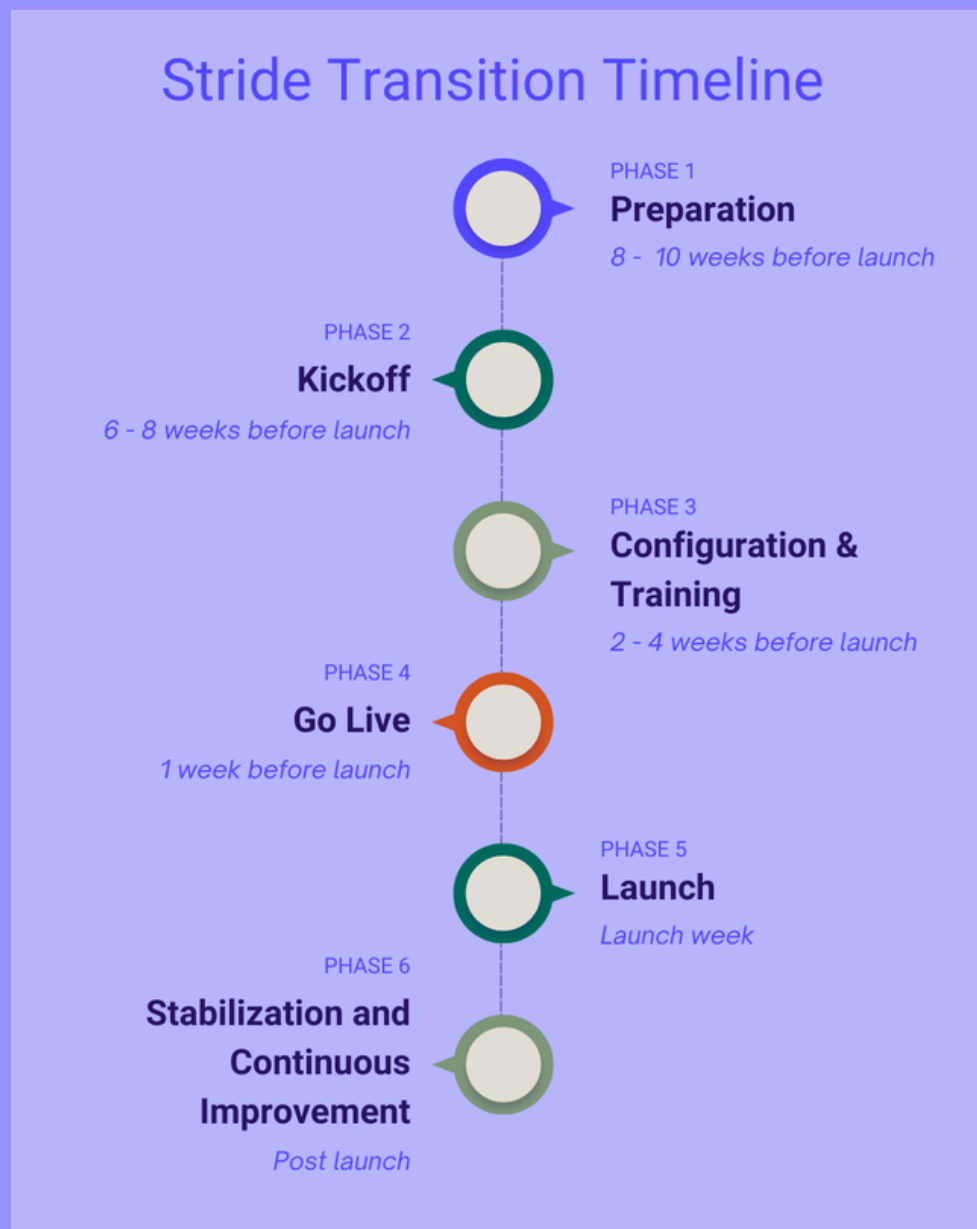 Stride Transition Timeline
PHASE 1
Preparation
8 - 10 weeks before launch
PHASE 2
Kickoff
6 - 8 weeks before launch
PHASE 3
Configuration &
Training
2 - 4 weeks before launch
PHASE 4
Go Live
1 week before launch
PHASE 5
Launch
Launch week
PHASE 6
Stabilization and
Continuous
Improvement
Post launch